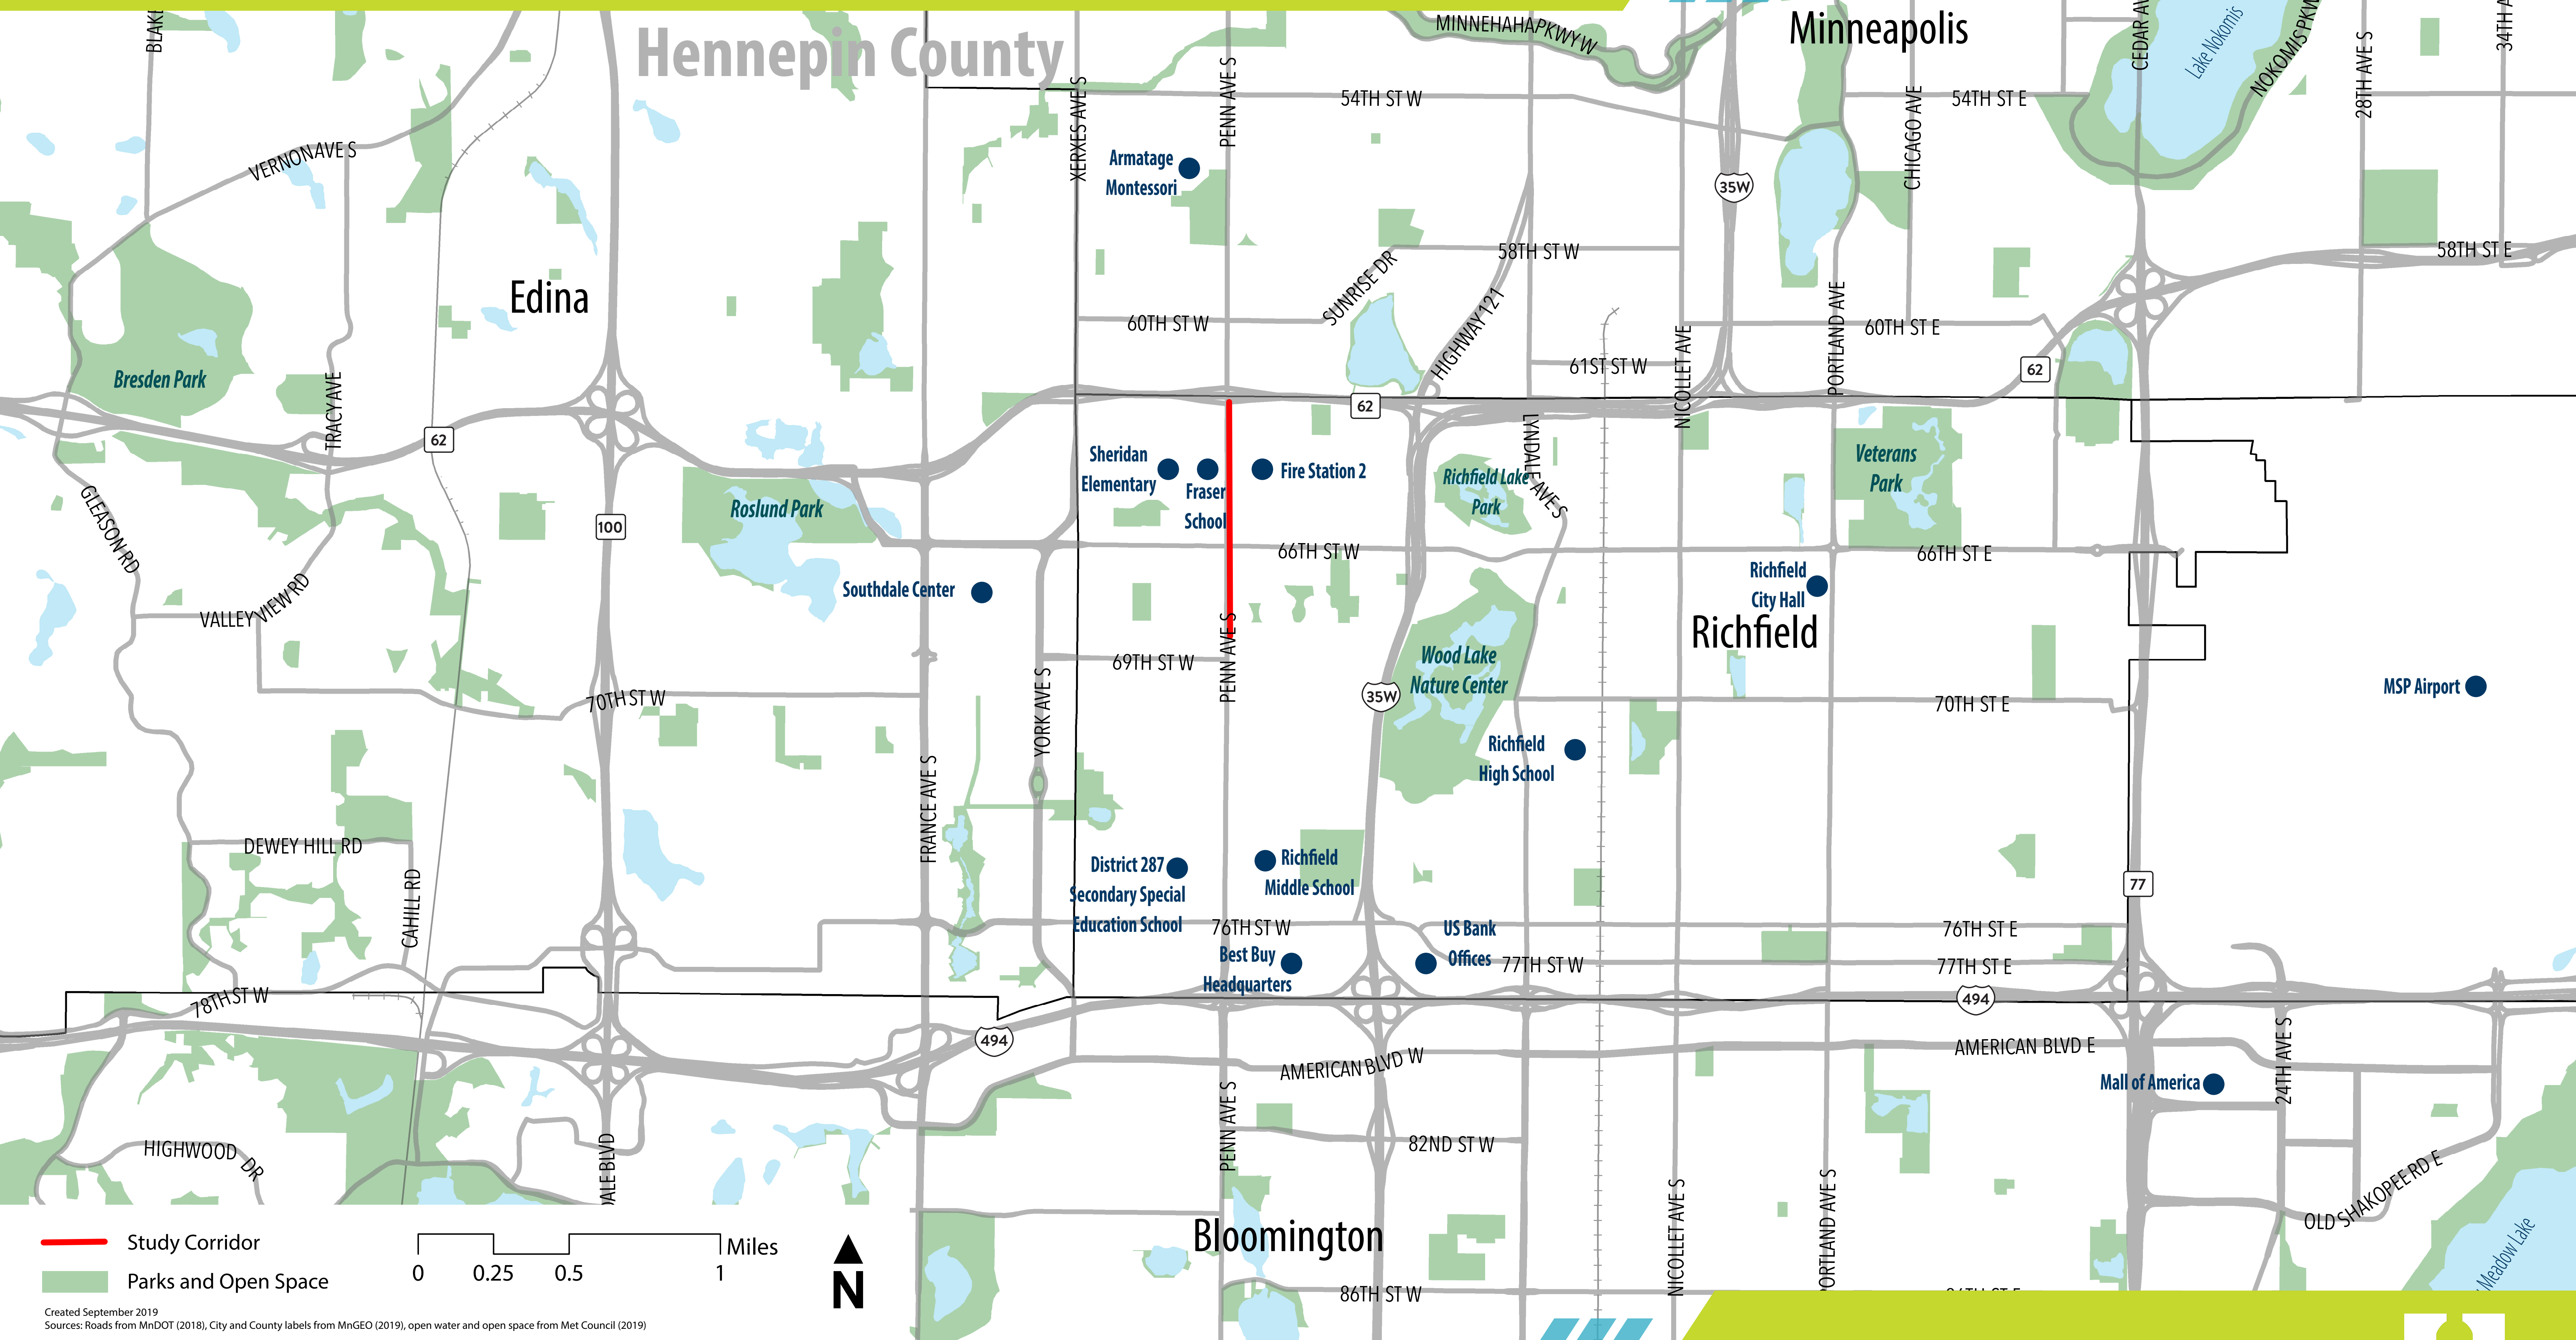 Hennepin County
Minneapolis
MINNEHAHA PKWY W
CEDAR AV
Lake Nokomis
NOKOMIS PKW
28TH AVE S
34TH A
BLAKE
XERXES AVE S
PENN AVE S
54TH ST W
54TH ST E
CHICAGO AVE
VERNON AVE S
Armatage
Montessori
35W
58TH ST W
58TH ST E
SUNRISE DR
HIGHWAY 121
Edina
60TH ST W
60TH ST E
PORTLAND AVE
NICOLLET AVE
61ST ST W
Bresden Park
TRACY AVE
62
62
62
LYNDALE AVE S
Sheridan
Elementary
Fraser
School
Fire Station 2
Richfield Lake
Park
Veterans
Park
Roslund Park
100
GLEASON RD
66TH ST W
66TH ST E
Southdale Center
Richfield
City Hall
Richfield
VALLEY VIEW RD
PENN AVE S
69TH ST W
Wood Lake
Nature Center
MSP Airport
70TH ST W
YORK AVE S
35W
70TH ST E
Richfield
High School
FRANCE AVE S
DEWEY HILL RD
CAHILL RD
District 287
Secondary Special
Education School
Richfield
Middle School
77
76TH ST W
US Bank
Offices
76TH ST E
Best Buy
Headquarters
77TH ST W
77TH ST E
78TH ST W
494
494
AMERICAN BLVD W
AMERICAN BLVD E
24TH AVE S
Mall of America
PENN AVE S
82ND ST W
HIGHWOOD DR
DALE BLVD
NICOLLET AVE S
PORTLAND AVE S
OLD SHAKOPEE RD E
Meadow Lake
Bloomington
86TH ST W
Study Corridor
Parks and Open Space
0 0.25 0.5 1
Miles
N
Created September 2019
Sources: Roads from MnDOT (2018), City and County labels from MnGEO (2019), open water and open space from Met Council (2019)